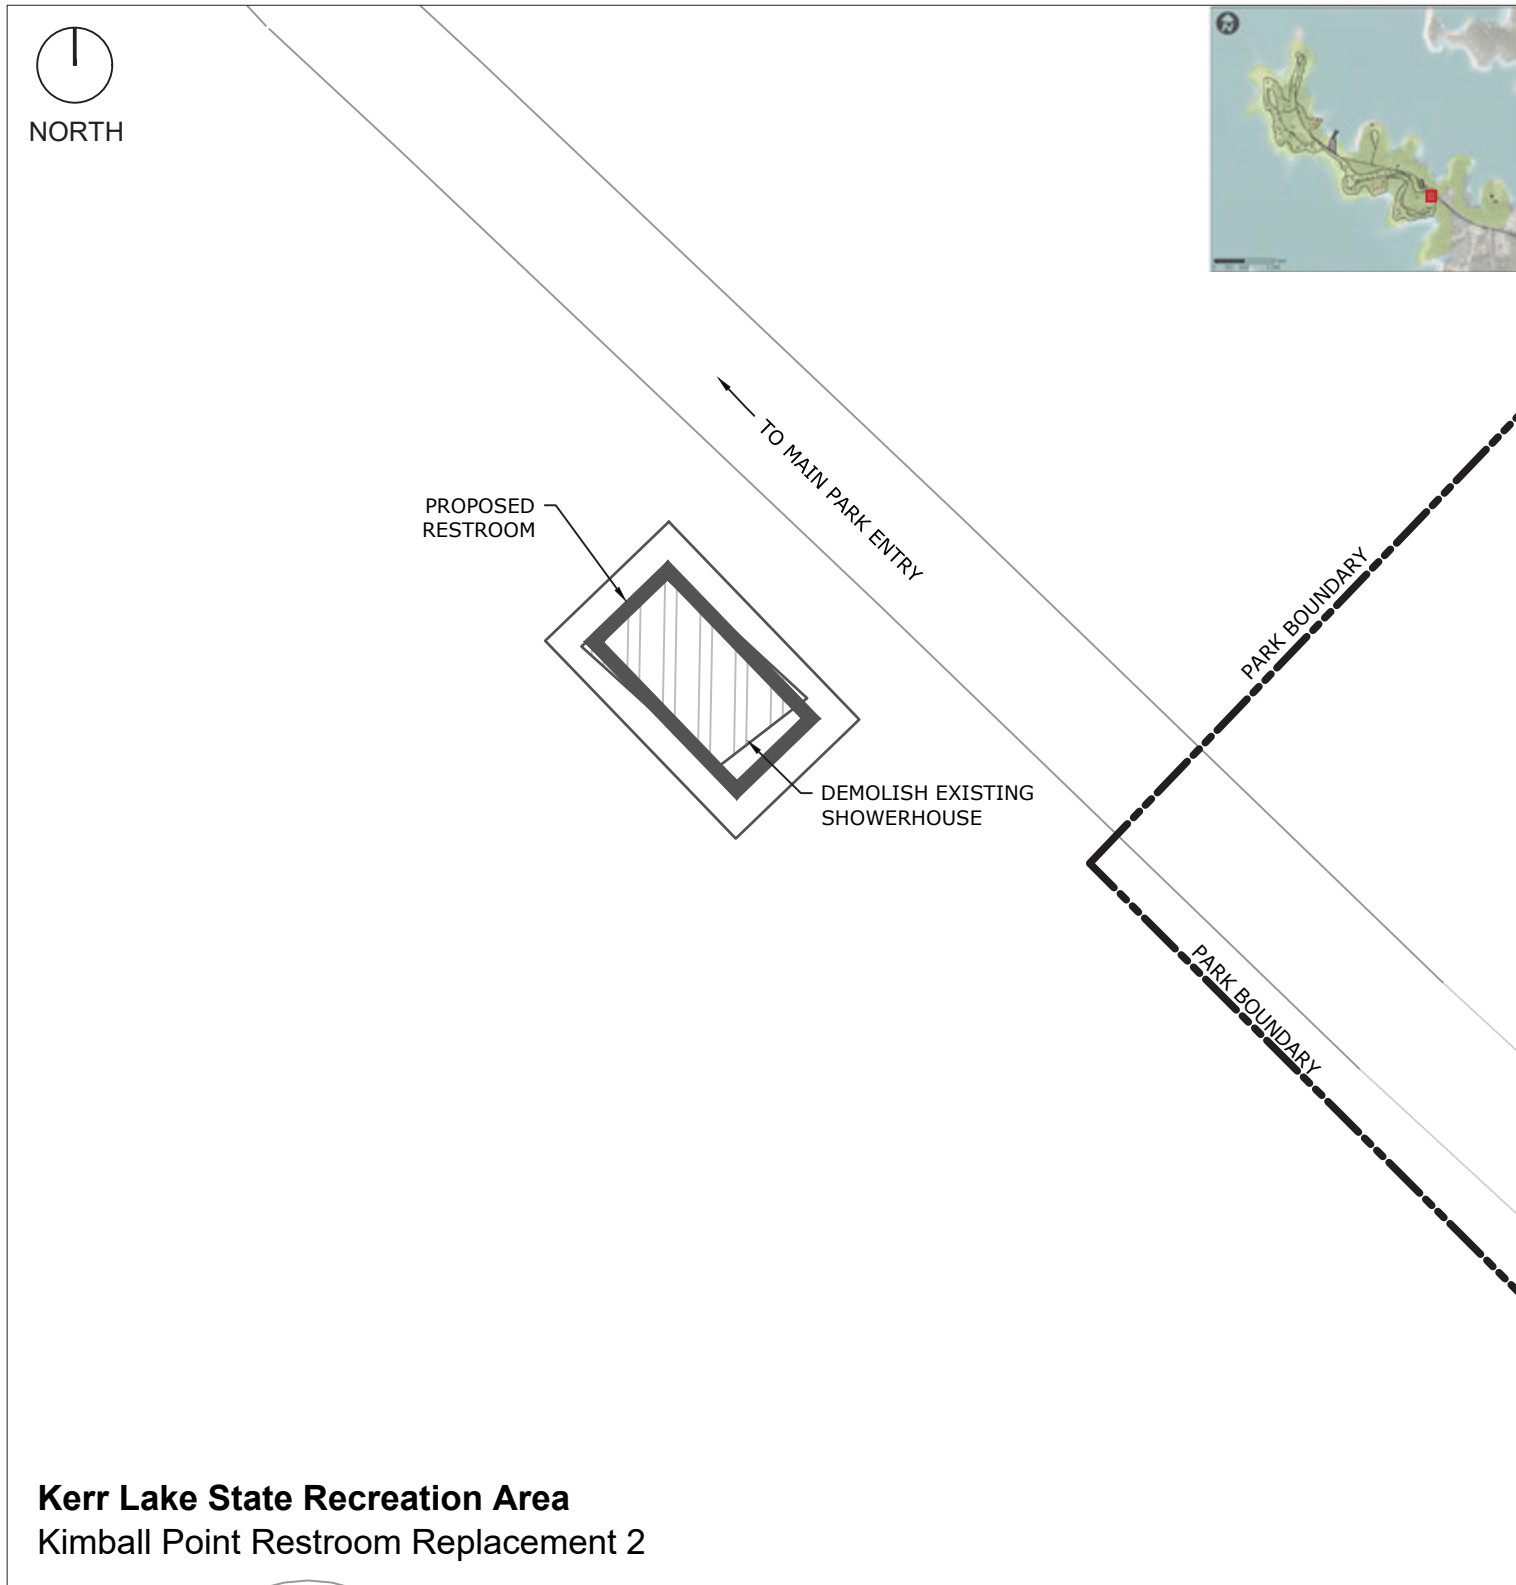 NORTH
TO MAIN PARK ENTRY
PROPOSED
RESTROOM
PARK BOUNDARY
DEMOLISH EXISTING
SHOWERHOUSE
PARK BOUNDARY
Kerr Lake State Recreation Area
Kimball Point Restroom Replacement 2